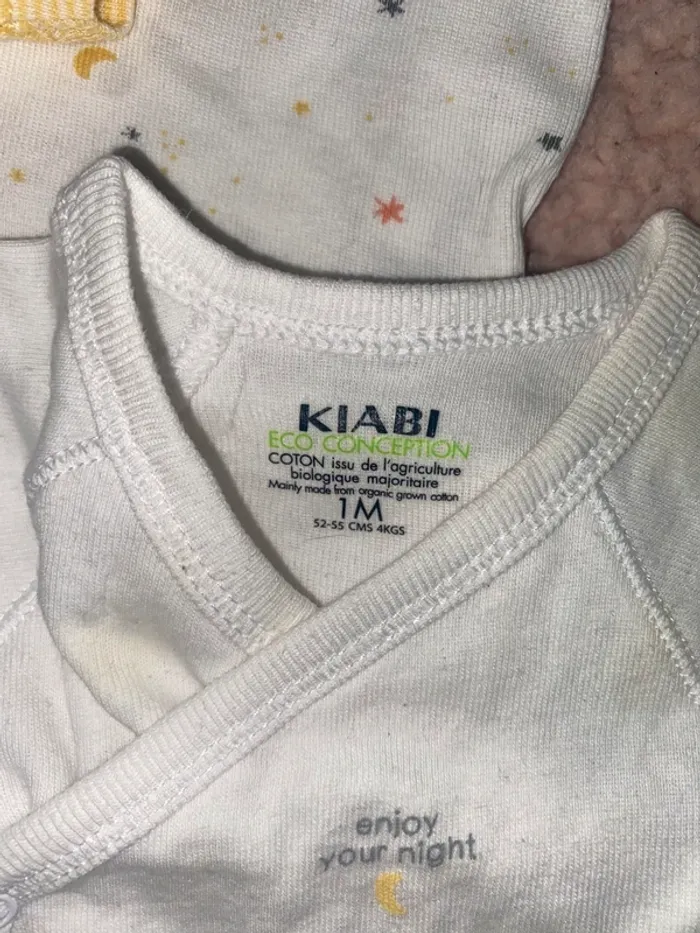 KIABI
ECO CONCEPTION
COTON issu de l'agriculture
biologique majoritaire
Mainly made from organic grown cotton
1M
52-55 CMS 4KGS
enjoy
your night